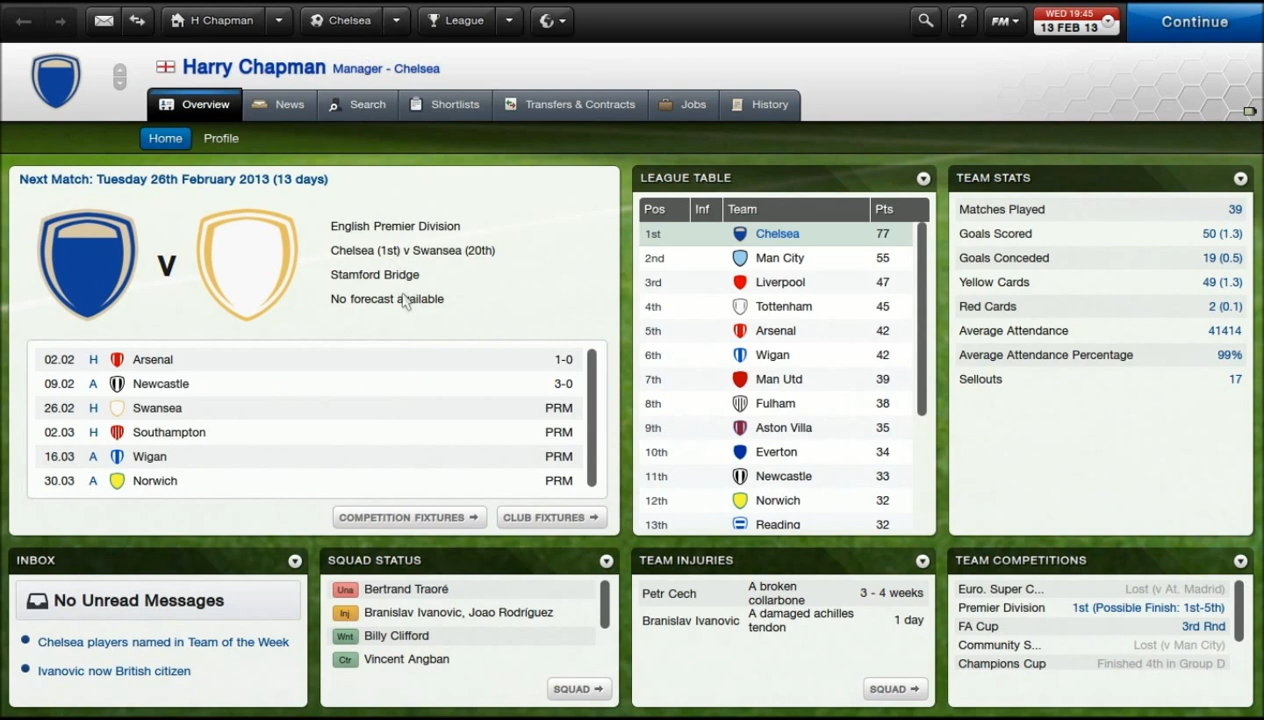 H Chapman
Chelsea
League
?
FM
WED 19:45
13 FEB 13
Continue
Harry Chapman Manager - Chelsea
Overview News Search Shortlists Transfers & Contracts Jobs History
Home Profile
Next Match: Tuesday 26th February 2013 (13 days)
V
English Premier Division
Chelsea (1st) v Swansea (20th)
Stamford Bridge
No forecast available
02.02 H Arsenal 1-0
09.02 A Newcastle 3-0
26.02 H Swansea PRM
02.03 H Southampton PRM
16.03 A Wigan PRM
30.03 A Norwich PRM
COMPETITION FIXTURES CLUB FIXTURES
LEAGUE TABLE
Pos Inf Team Pts
1st Chelsea 77
2nd Man City 55
3rd Liverpool 47
4th Tottenham 45
5th Arsenal 42
6th Wigan 42
7th Man Utd 39
8th Fulham 38
9th Aston Villa 35
10th Everton 34
11th Newcastle 33
12th Norwich 32
13th Reading 32
TEAM STATS
Matches Played 39
Goals Scored 50 (1.3)
Goals Conceded 19 (0.5)
Yellow Cards 49 (1.3)
Red Cards 2 (0.1)
Average Attendance 41414
Average Attendance Percentage 99%
Sellouts 17
INBOX
No Unread Messages
Chelsea players named in Team of the Week
Ivanovic now British citizen
SQUAD STATUS
Una Bertrand Traoré
Inj Branislav Ivanovic, Joao Rodríguez
Wnt Billy Clifford
Ctr Vincent Angban
SQUAD
TEAM INJURIES
Petr Cech A broken collarbone 3 - 4 weeks
Branislav Ivanovic A damaged achilles tendon 1 day
SQUAD
TEAM COMPETITIONS
Euro. Super C... Lost (v At. Madrid)
Premier Division 1st (Possible Finish: 1st-5th)
FA Cup 3rd Rnd
Community S... Lost (v Man City)
Champions Cup Finished 4th in Group D